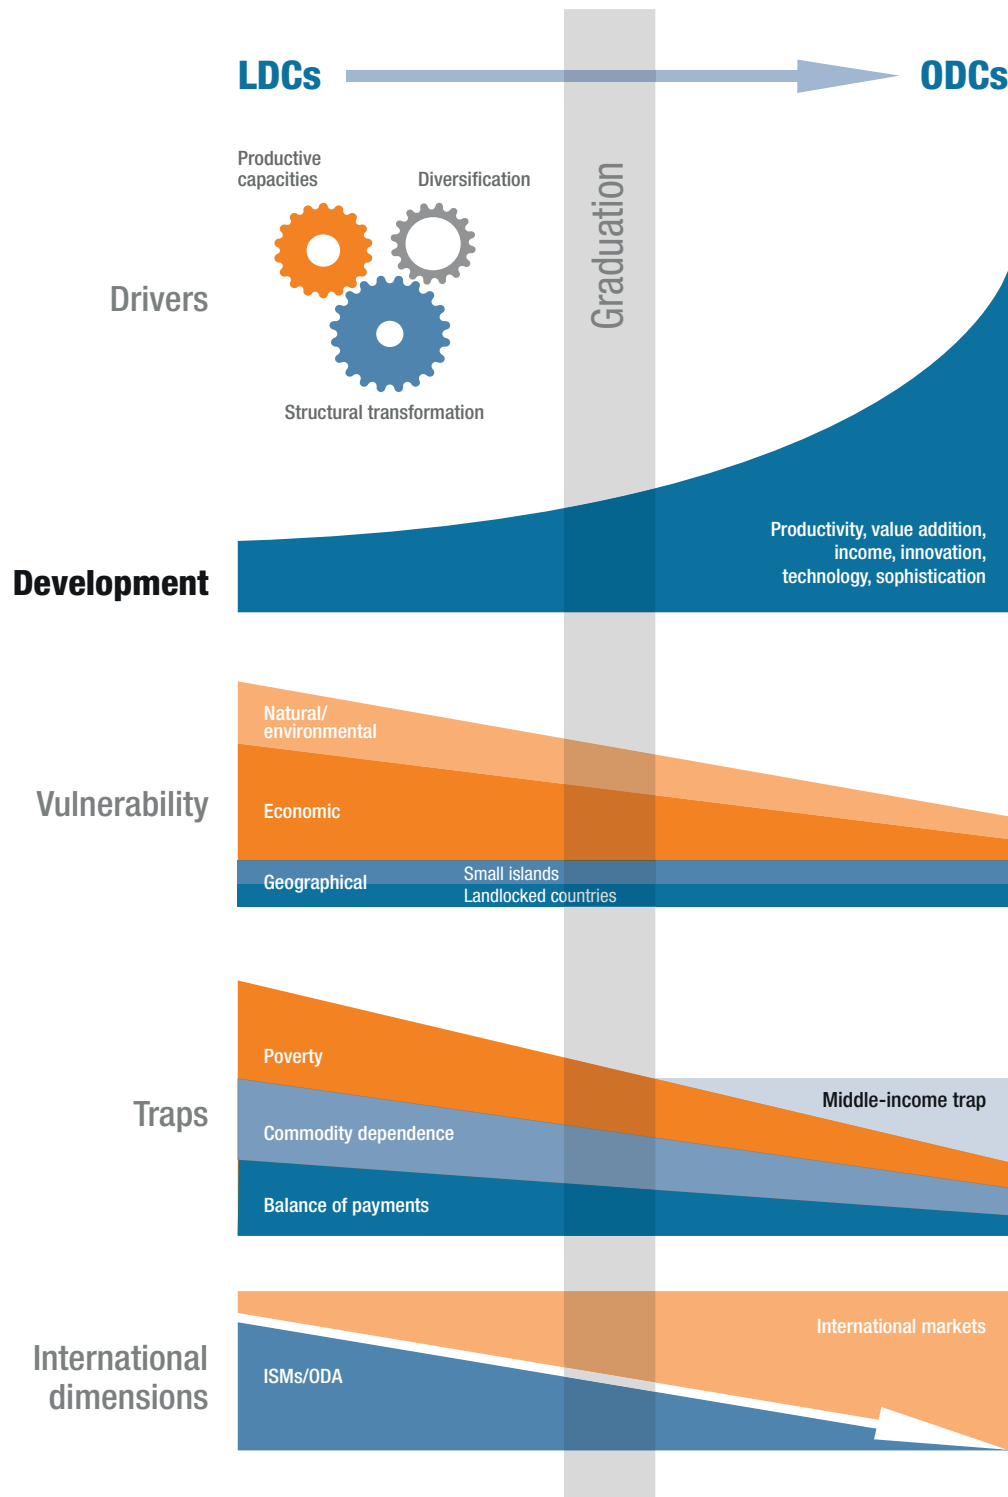 LDCs
ODCs
Graduation
Productive
capacities
Diversification
Drivers
Structural transformation
Productivity, value addition,
income, innovation,
technology, sophistication
Development
Natural/
environmental
Vulnerability
Economic
Geographical
Small islands
Landlocked countries
Poverty
Middle-income trap
Traps
Commodity dependence
Balance of payments
International markets
International
dimensions
ISMs/ODA